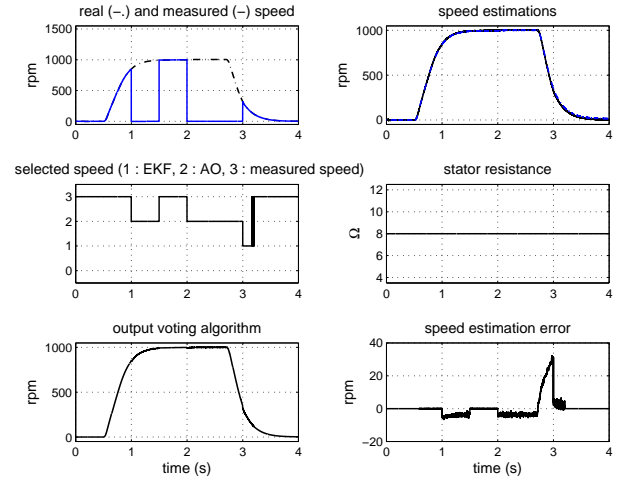 real (−.) and measured (−) speed
1500
1000
500
0
rpm
0 1 2 3 4
speed estimations
1000
500
0
rpm
0 1 2 3 4
selected speed (1 : EKF, 2 : AO, 3 : measured speed)
3
2
1
0
0 1 2 3 4
stator resistance
12
10
8
6
4
Ω
0 1 2 3 4
output voting algorithm
1000
500
0
rpm
0 1 2 3 4
time (s)
speed estimation error
40
20
0
−20
rpm
0 1 2 3 4
time (s)